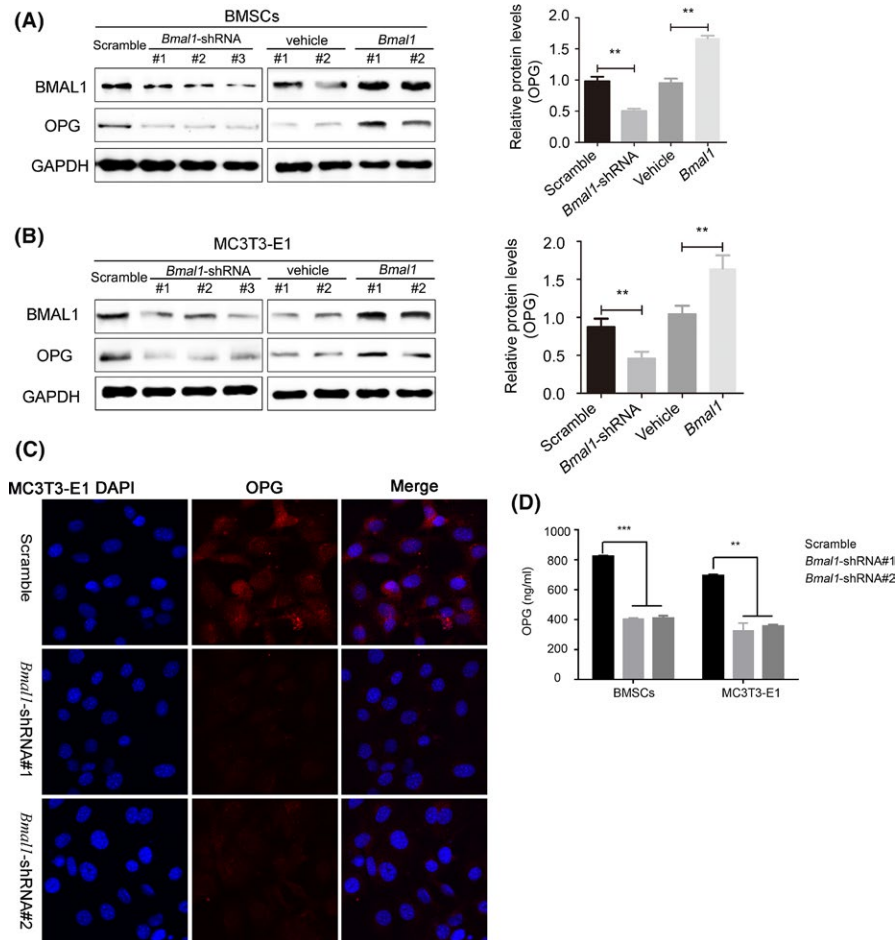 (A)
BMSCs
Scramble Bmal1-shRNA vehicle Bmal1
#1 #2 #3 #1 #2 #1 #2
BMAL1
OPG
GAPDH
Relative protein levels
(OPG)
2.0
1.5
1.0
0.5
0.0
** **
Scramble
Bmal1-shRNA
Vehicle
Bmal1
(B)
MC3T3-E1
Scramble Bmal1-shRNA vehicle Bmal1
#1 #2 #3 #1 #2 #1 #2
BMAL1
OPG
GAPDH
Relative protein levels
(OPG)
2.0
1.5
1.0
0.5
0.0
** **
Scramble
Bmal1-shRNA
Vehicle
Bmal1
(C)
MC3T3-E1 DAPI OPG Merge
Scramble
Bmal1-shRNA#1
Bmal1-shRNA#2
(D)
OPG (ng/ml)
1000
800
600
400
200
0
*** **
BMSCs MC3T3-E1
Scramble
Bmal1-shRNA#1
Bmal1-shRNA#2